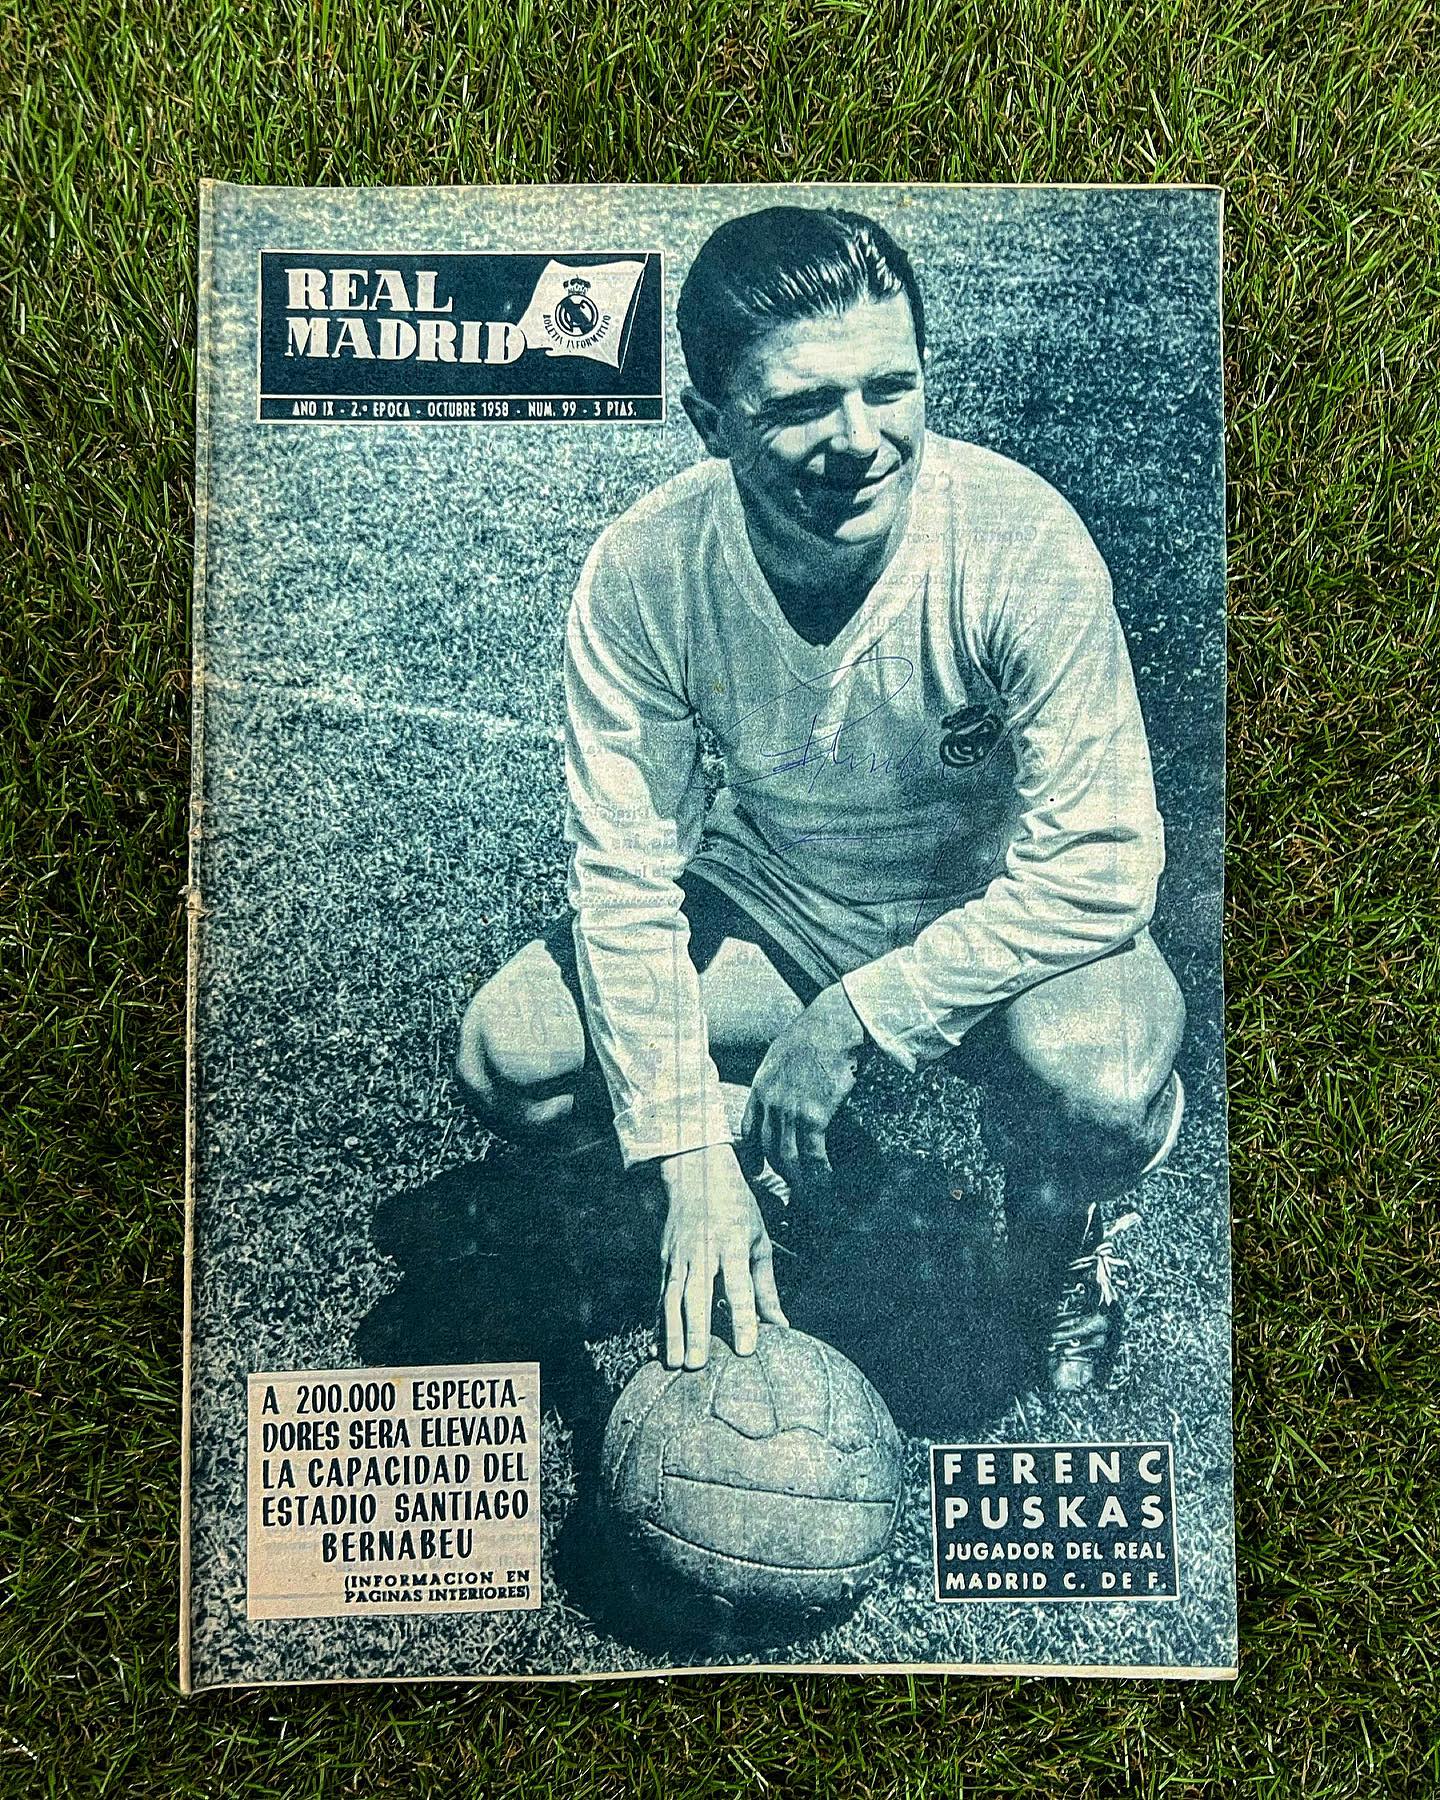 REAL
MADRID
BOLETIN INFORMATIVO
AÑO IX - 2.ª EPOCA - OCTUBRE 1958 - NUM. 99 - 3 PTAS.
A 200.000 ESPECTA-
DORES SERA ELEVADA
LA CAPACIDAD DEL
ESTADIO SANTIAGO
BERNABEU
(INFORMACION EN
PAGINAS INTERIORES)
FERENC
PUSKAS
JUGADOR DEL REAL
MADRID C. DE F.